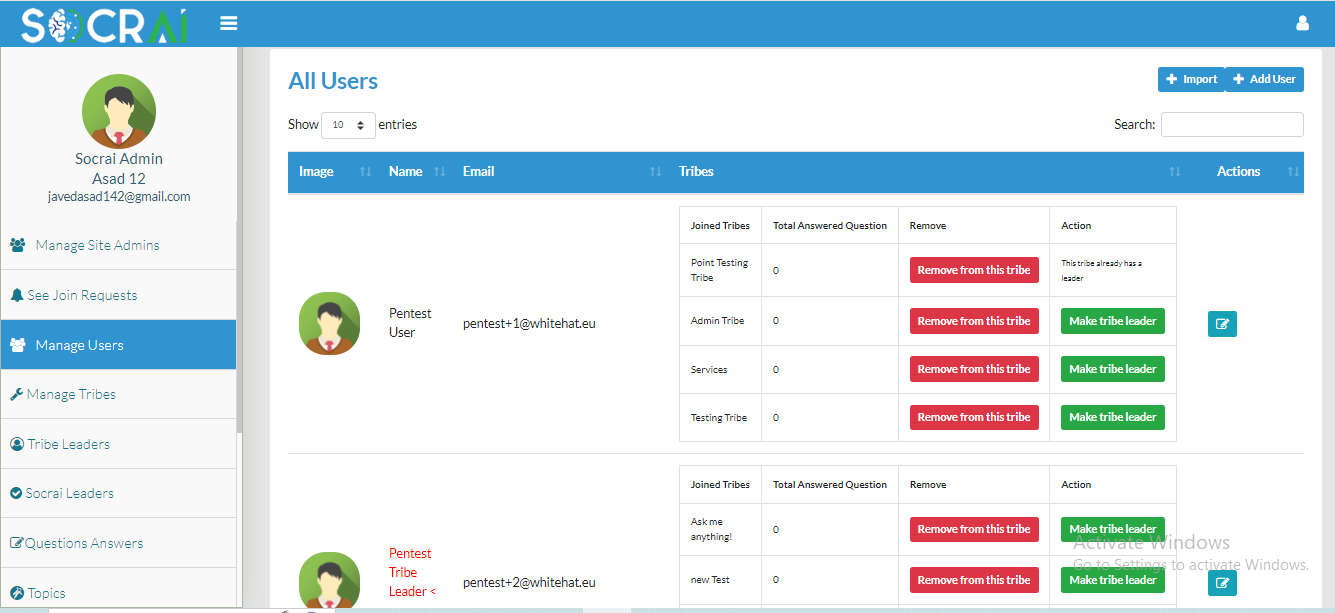 SOCRAI
All Users
Import
Add User
Show 10 entries
Search:
Socrai Admin
Asad 12
javedasad142@gmail.com
Manage Site Admins
See Join Requests
Manage Users
Manage Tribes
Tribe Leaders
Socrai Leaders
Questions Answers
Topics
Image Name Email Tribes Actions
Joined Tribes Total Answered Question Remove Action
Pentest
User
pentest+1@whitehat.eu
Point Testing
Tribe
0 Remove from this tribe
This tribe already has a
leader
Admin Tribe 0 Remove from this tribe Make tribe leader
Services 0 Remove from this tribe Make tribe leader
Testing Tribe 0 Remove from this tribe Make tribe leader
Joined Tribes Total Answered Question Remove Action
Pentest
Tribe
Leader <
pentest+2@whitehat.eu
Ask me
anything!
0 Remove from this tribe Make tribe leader
new Test 0 Remove from this tribe Make tribe leader
Activate Windows
Go to Settings to activate Windows.